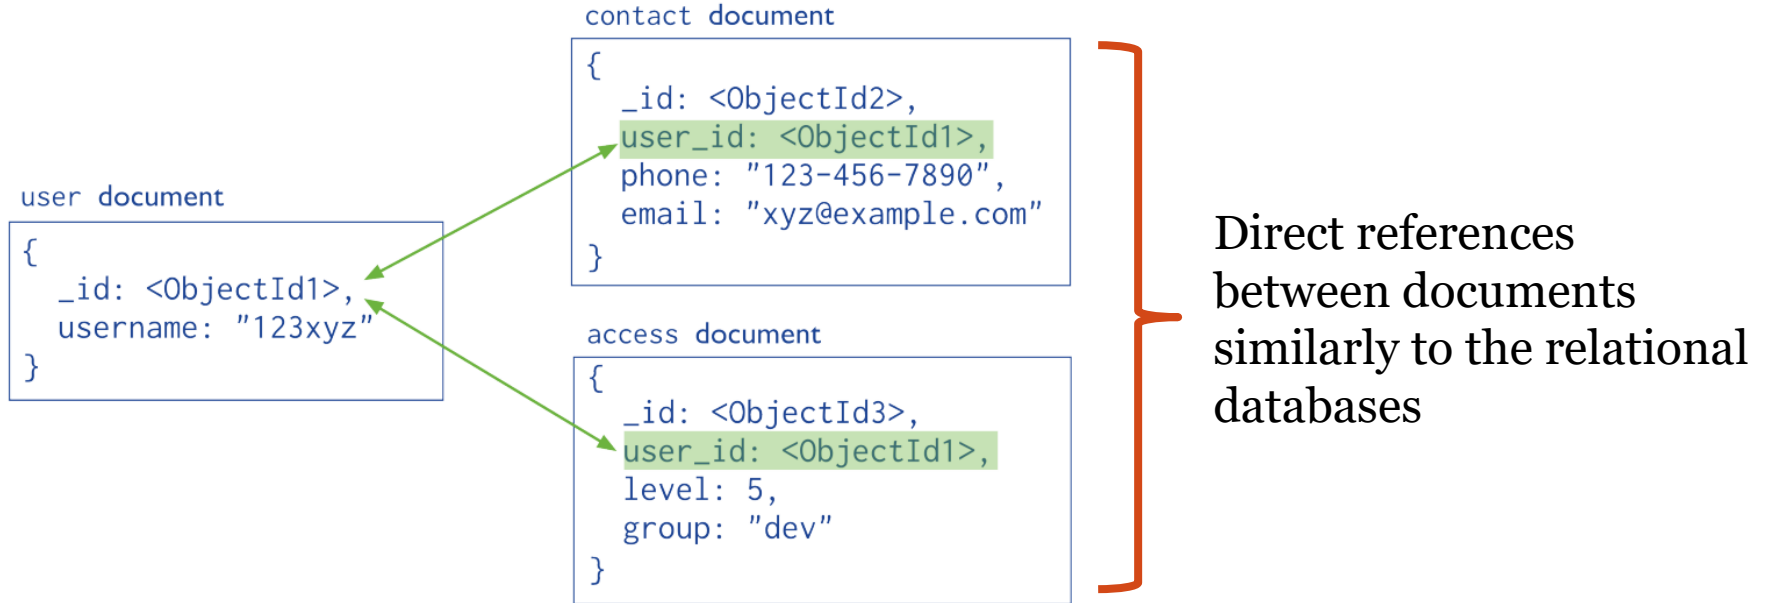 contact document
{
_id: <ObjectId2>,
user_id: <ObjectId1>,
phone: "123-456-7890",
email: "xyz@example.com"
}
user document
{
_id: <ObjectId1>,
username: "123xyz"
}
access document
{
_id: <ObjectId3>,
user_id: <ObjectId1>,
level: 5,
group: "dev"
}
Direct references
between documents
similarly to the relational
databases